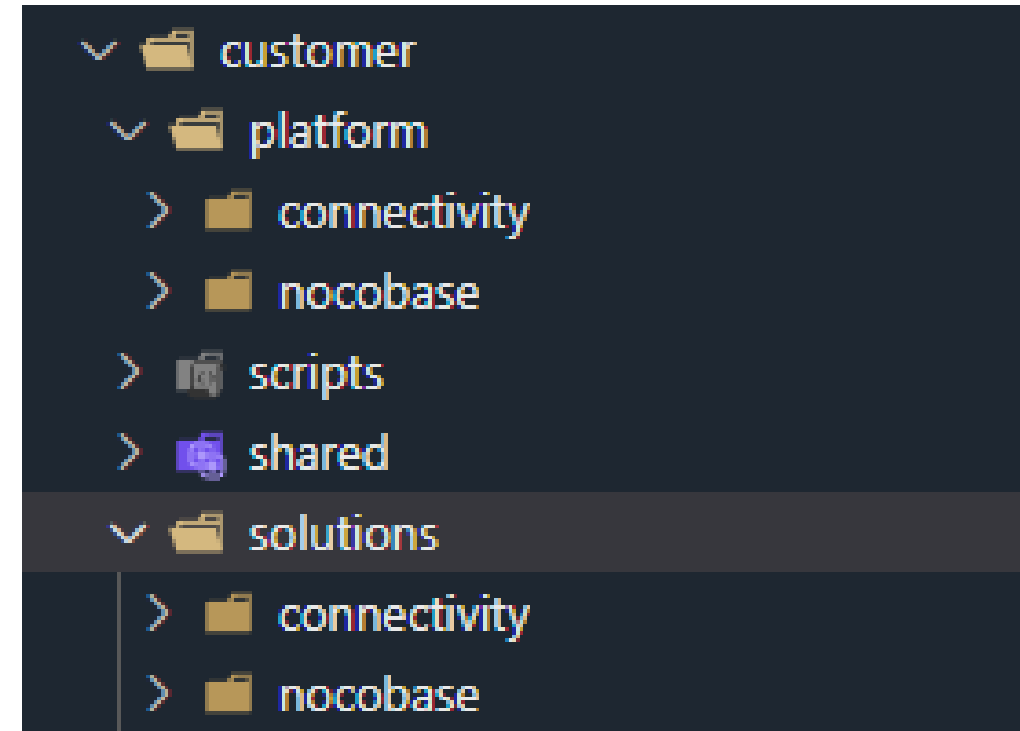 customer
platform
connectivity
nocobase
scripts
shared
solutions
connectivity
nocobase